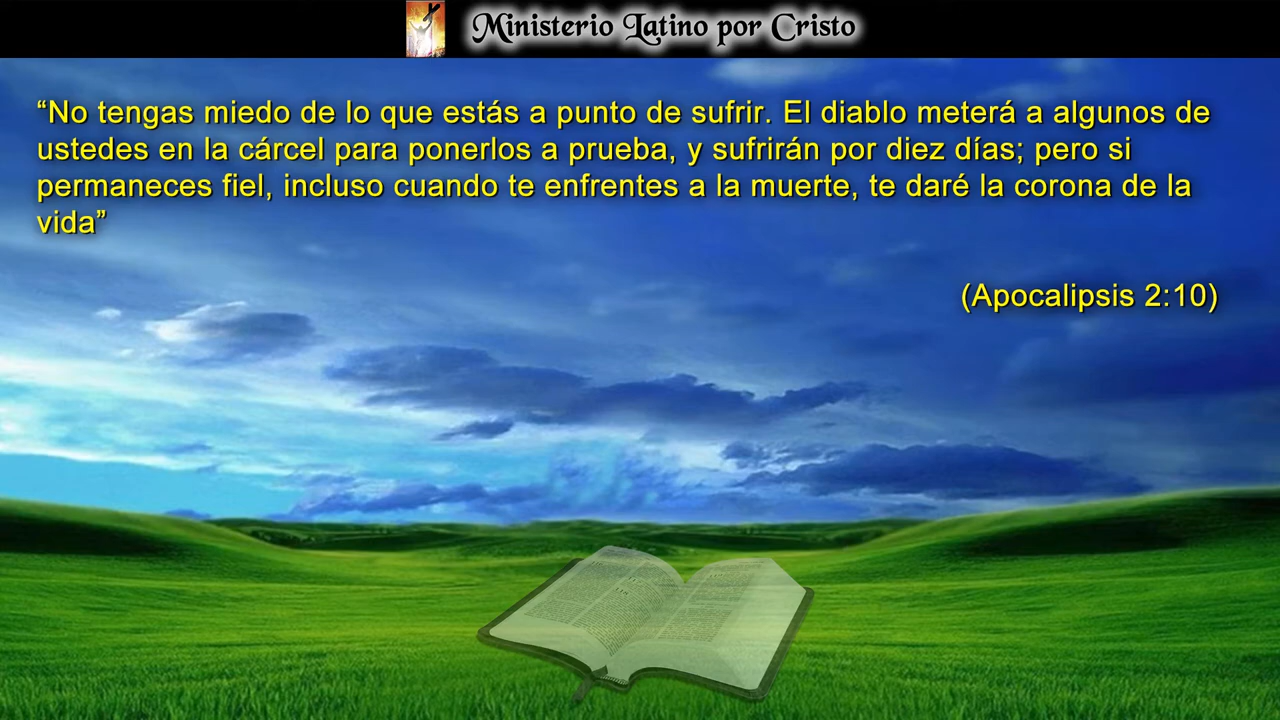 Ministerio Latino por Cristo
“No tengas miedo de lo que estás a punto de sufrir. El diablo meterá a algunos de
ustedes en la cárcel para ponerlos a prueba, y sufrirán por diez días; pero si
permaneces fiel, incluso cuando te enfrentes a la muerte, te daré la corona de la
vida”
(Apocalipsis 2:10)